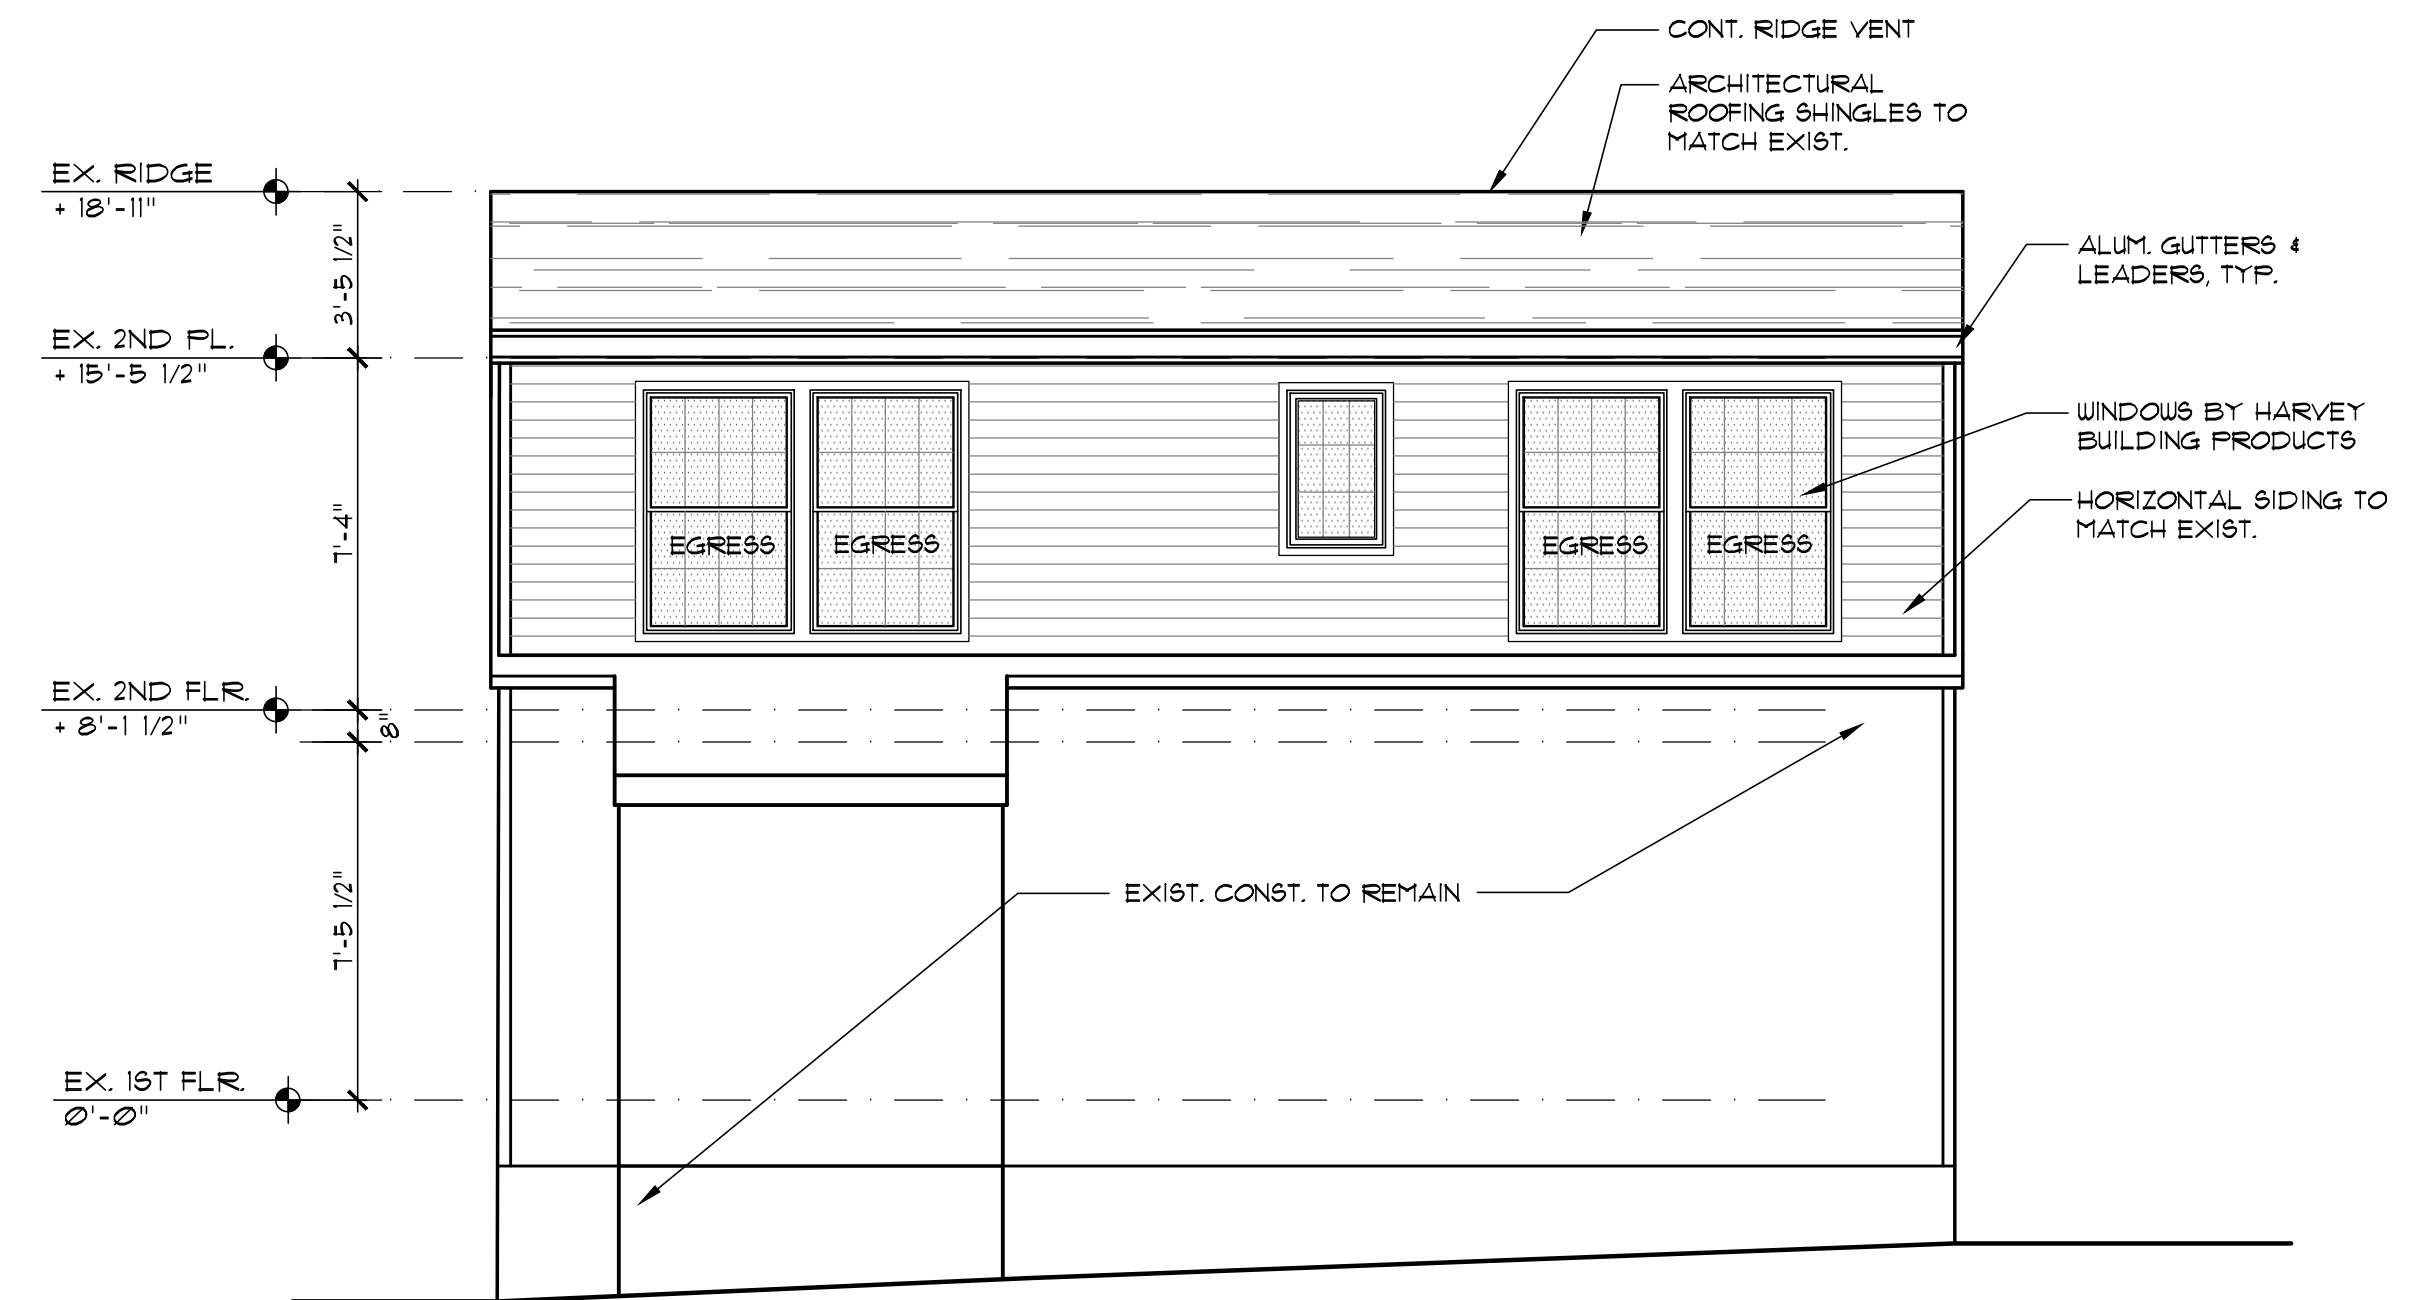 CONT. RIDGE VENT
ARCHITECTURAL
ROOFING SHINGLES TO
MATCH EXIST.
EX. RIDGE
+ 18'-11"
3'-5 1/2"
ALUM. GUTTERS &
LEADERS, TYP.
EX. 2ND PL.
+ 15'-5 1/2"
WINDOWS BY HARVEY
BUILDING PRODUCTS
7'-4"
HORIZONTAL SIDING TO
MATCH EXIST.
EGRESS
EGRESS
EGRESS
EGRESS
EX. 2ND FLR.
+ 8'-1 1/2"
8"
7'-5 1/2"
EXIST. CONST. TO REMAIN
EX. 1ST FLR.
Ø'-Ø"